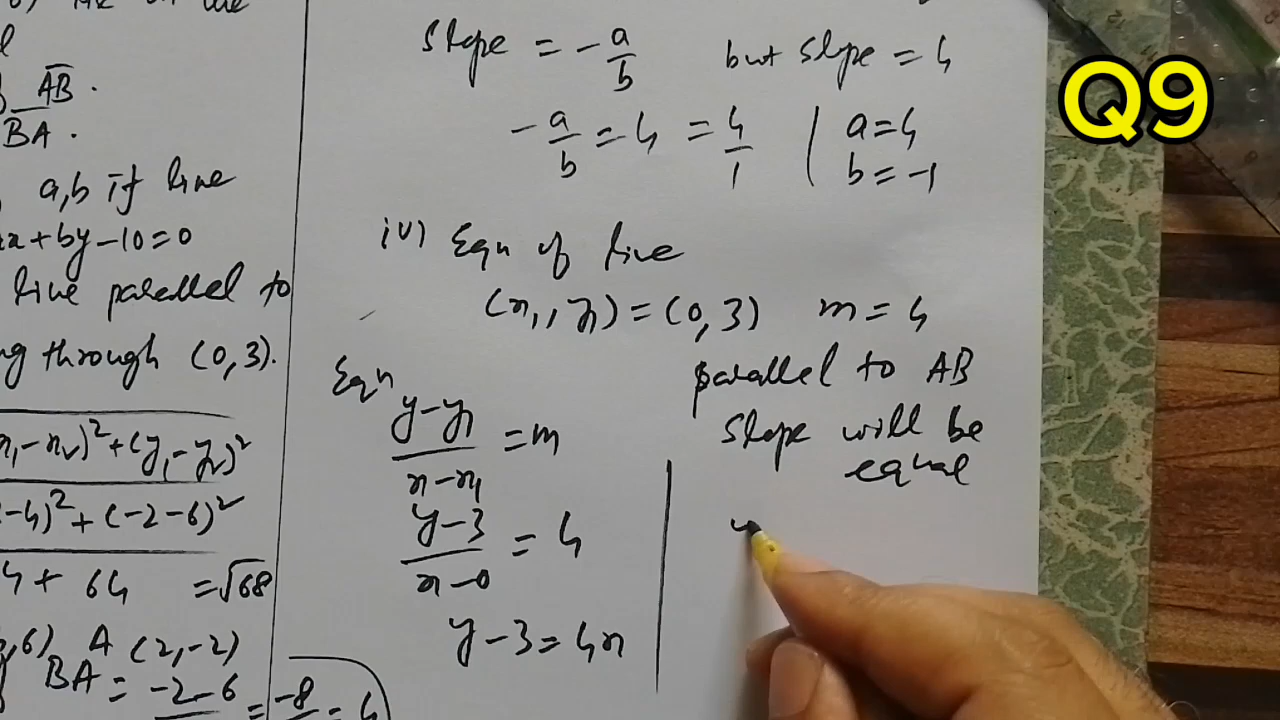 AB .
BA .
a,b if line
x + by - 10 = 0
line parallel to
ng through (0,3).
x₁ - x₂)² + (y₁ - y₂)²
-4)² + (-2-6)²
4 + 64 = √68
,6) A (2,-2)
BA = -2-6 = -8 = 4
Slope = - a/b but slope = 4
- a/b = 4 = 4/1 | a = 4
b = -1
iv) Eqn of line
(x₁, y₁) = (0, 3) m = 4
parallel to AB
Slope will be
equal
Eqn
y - y₁ / x - x₁ = m
y - 3 / x - 0 = 4
y - 3 = 4x
Q9